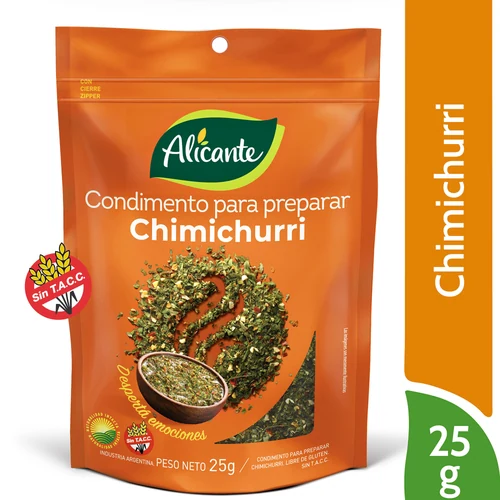 CON
CIERRE
ZIPPER
Alicante
Condimento para preparar
Chimichurri
Sin T.A.C.C.
Despertá emociones
Sin T.A.C.C.
INDUSTRIA ARGENTINA. PESO NETO 25g
CONDIMENTO PARA PREPARAR
CHIMICHURRI, LIBRE DE GLUTEN.
SIN T.A.C.C.
Chimichurri
25
g